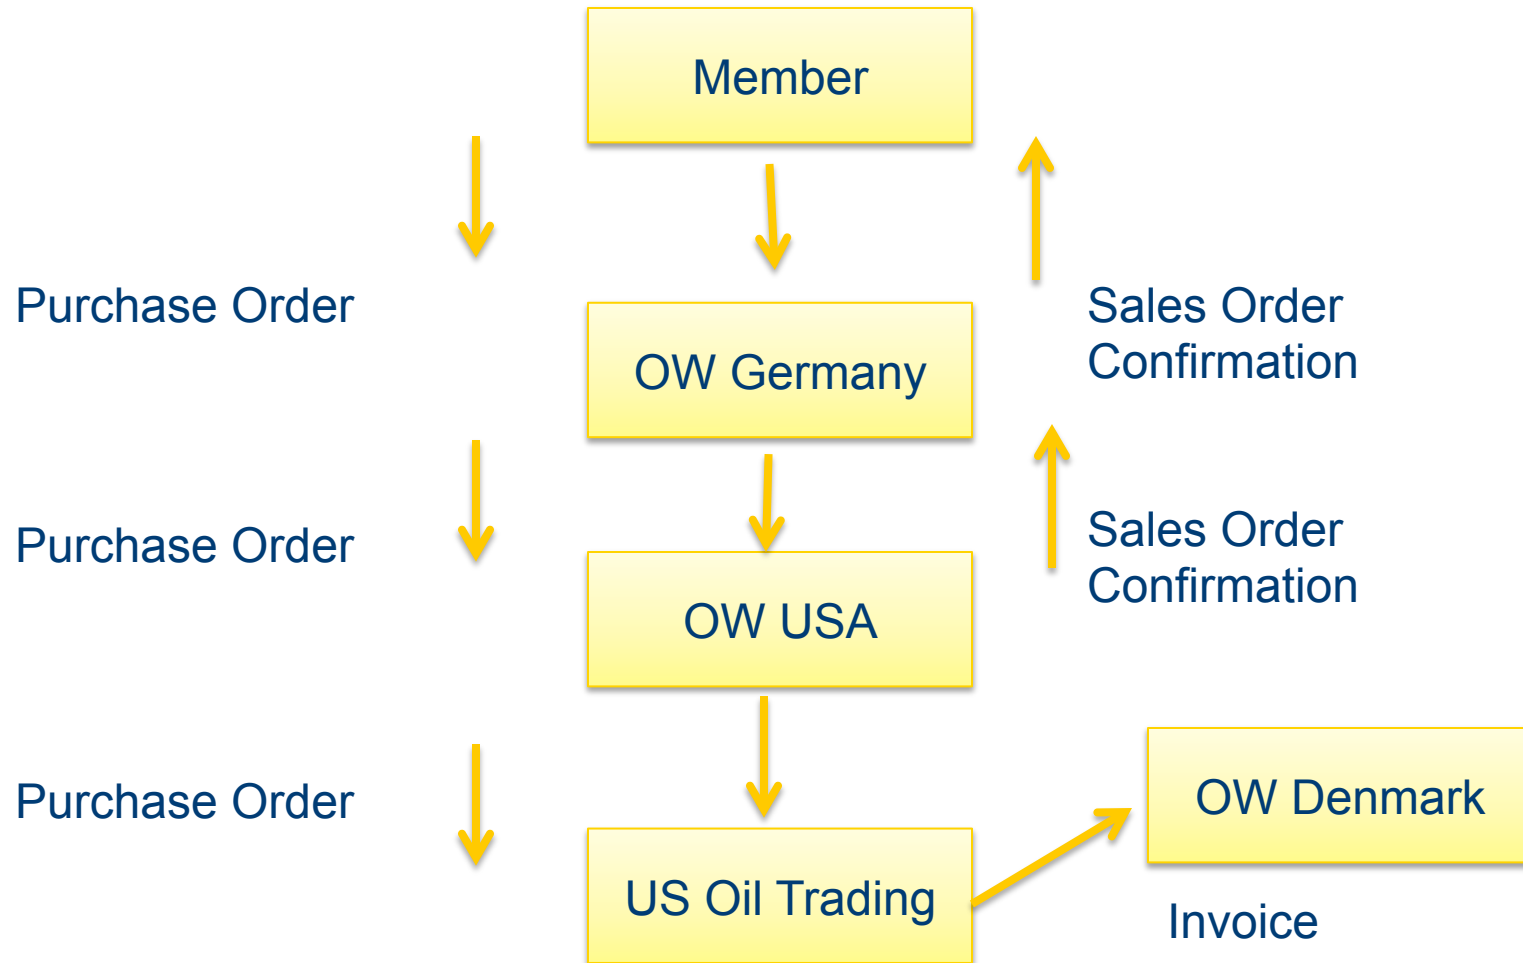 Member
Purchase Order
Sales Order
Confirmation
OW Germany
Purchase Order
Sales Order
Confirmation
OW USA
Purchase Order
OW Denmark
US Oil Trading
Invoice